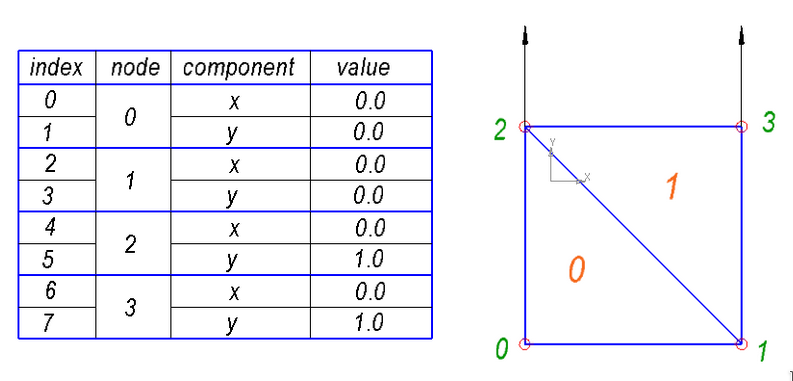 index node component value
0 0 x 0.0
1 y 0.0
2 1 x 0.0
3 y 0.0
4 2 x 0.0
5 y 1.0
6 3 x 0.0
7 y 1.0
2 3
Y
X
1
0
0 1